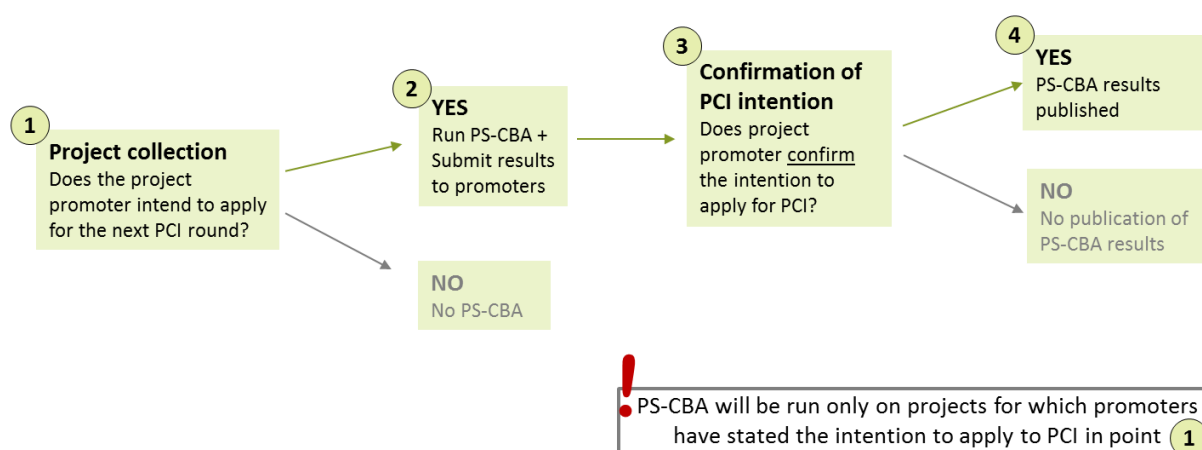 1
Project collection
Does the project
promoter intend to apply
for the next PCI round?
2
YES
Run PS-CBA +
Submit results
to promoters
NO
No PS-CBA
3
Confirmation of
PCI intention
Does project
promoter confirm
the intention to
apply for PCI?
4
YES
PS-CBA results
published
NO
No publication of
PS-CBA results
!
PS-CBA will be run only on projects for which promoters
have stated the intention to apply to PCI in point 1